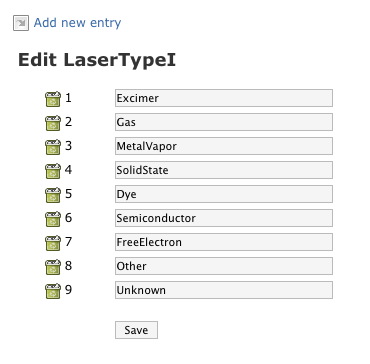 Add new entry
Edit LaserTypeI
1 Excimer
2 Gas
3 MetalVapor
4 SolidState
5 Dye
6 Semiconductor
7 FreeElectron
8 Other
9 Unknown
Save